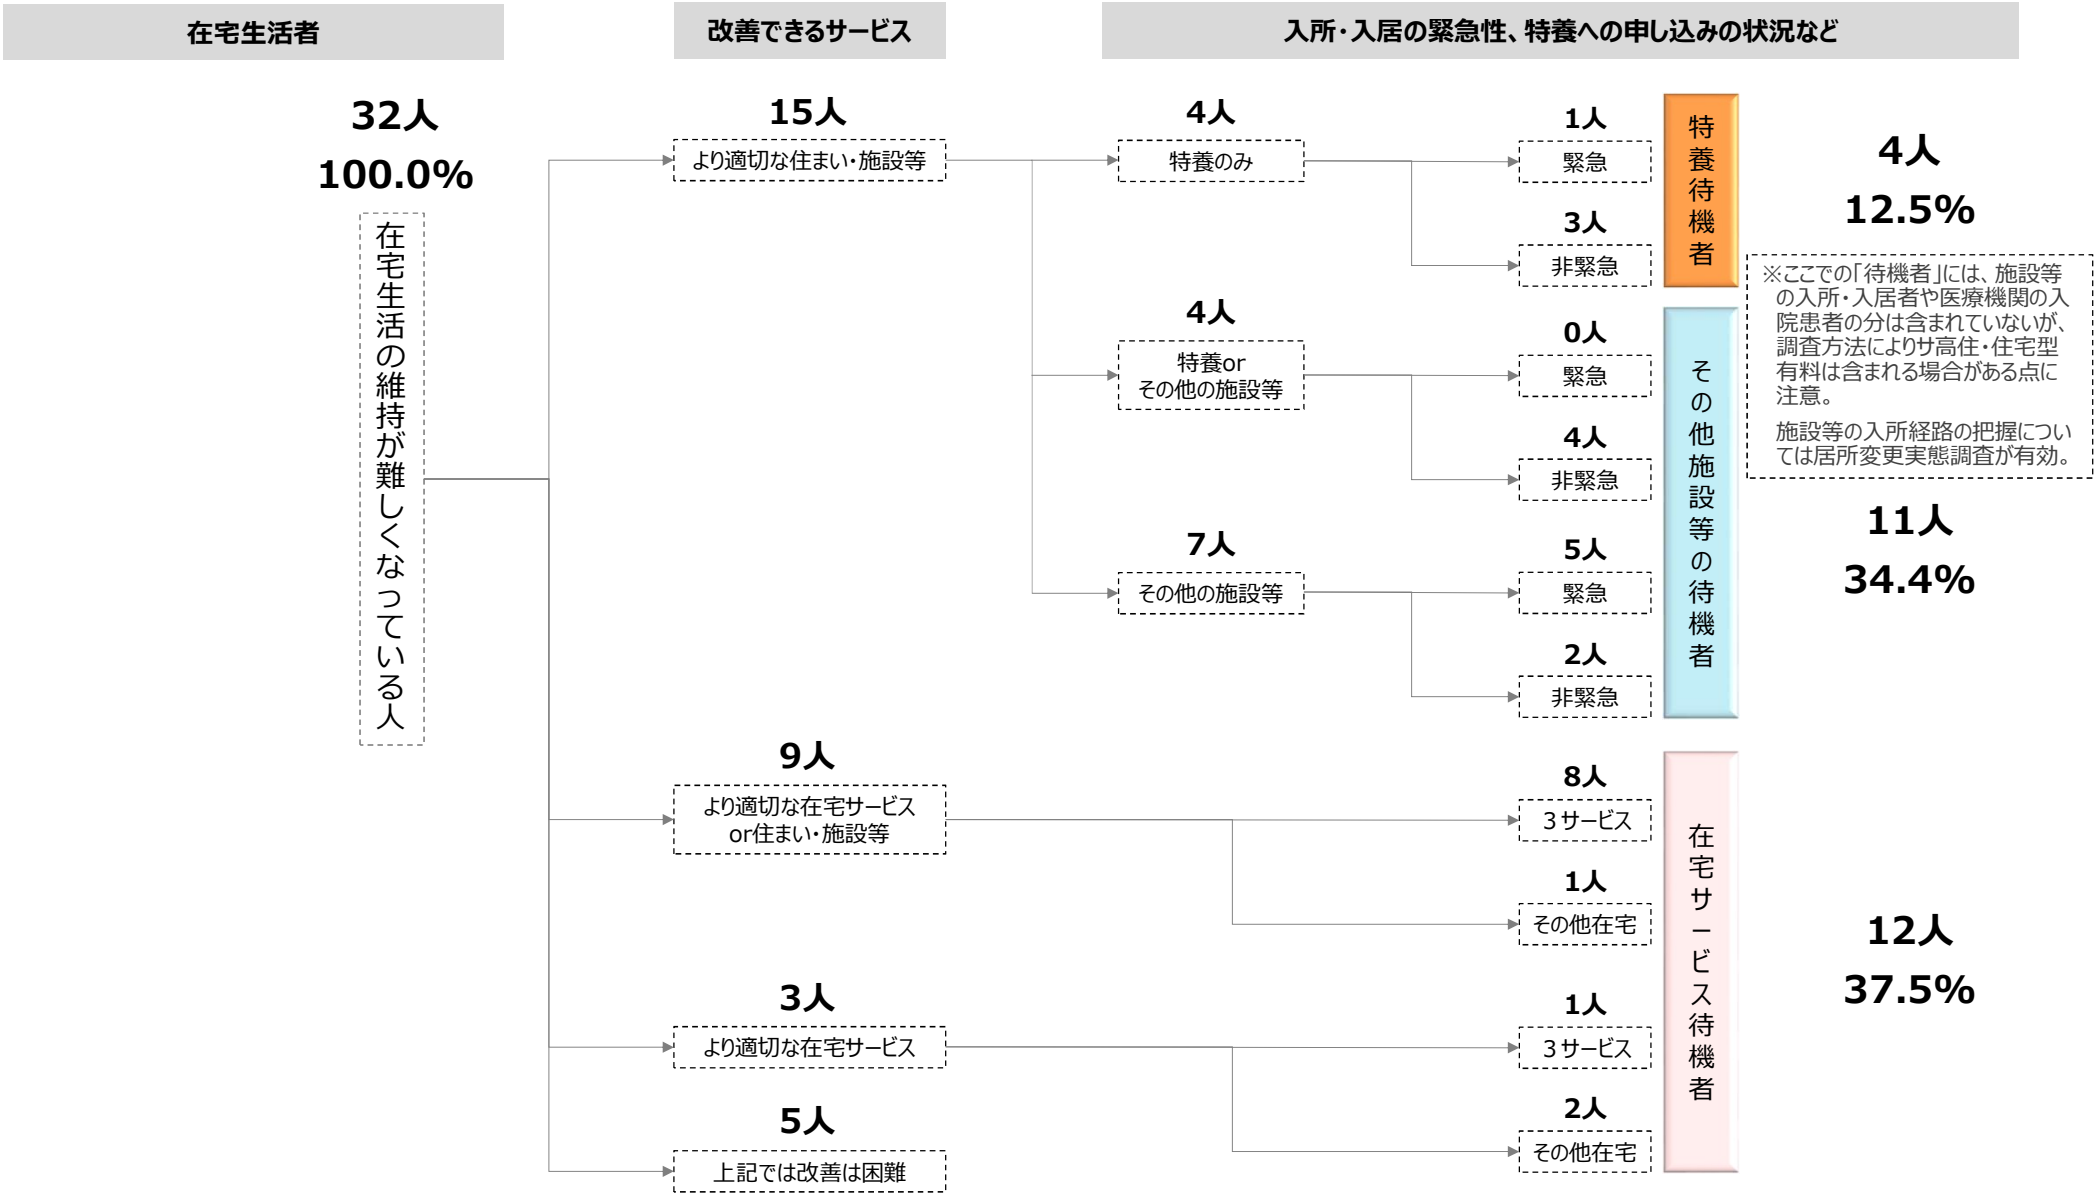 在宅生活者
改善できるサービス
入所・入居の緊急性、特養への申し込みの状況など
32人
100.0%
在宅生活の維持が難しくなっている人
15人
より適切な住まい・施設等
4人
特養のみ
1人
緊急
3人
非緊急
特養待機者
4人
12.5%
※ここでの「待機者」には、施設等
の入所・入居者や医療機関の入
院患者の分は含まれていないが、
調査方法によりサ高住・住宅型
有料は含まれる場合がある点に
注意。
施設等の入所経路の把握につい
ては居所変更実態調査が有効。
4人
特養or
その他の施設等
0人
緊急
4人
非緊急
7人
その他の施設等
5人
緊急
2人
非緊急
その他施設等の待機者
11人
34.4%
9人
より適切な在宅サービス
or住まい・施設等
8人
3サービス
1人
その他在宅
3人
より適切な在宅サービス
1人
3サービス
2人
その他在宅
在宅サービス待機者
12人
37.5%
5人
上記では改善は困難